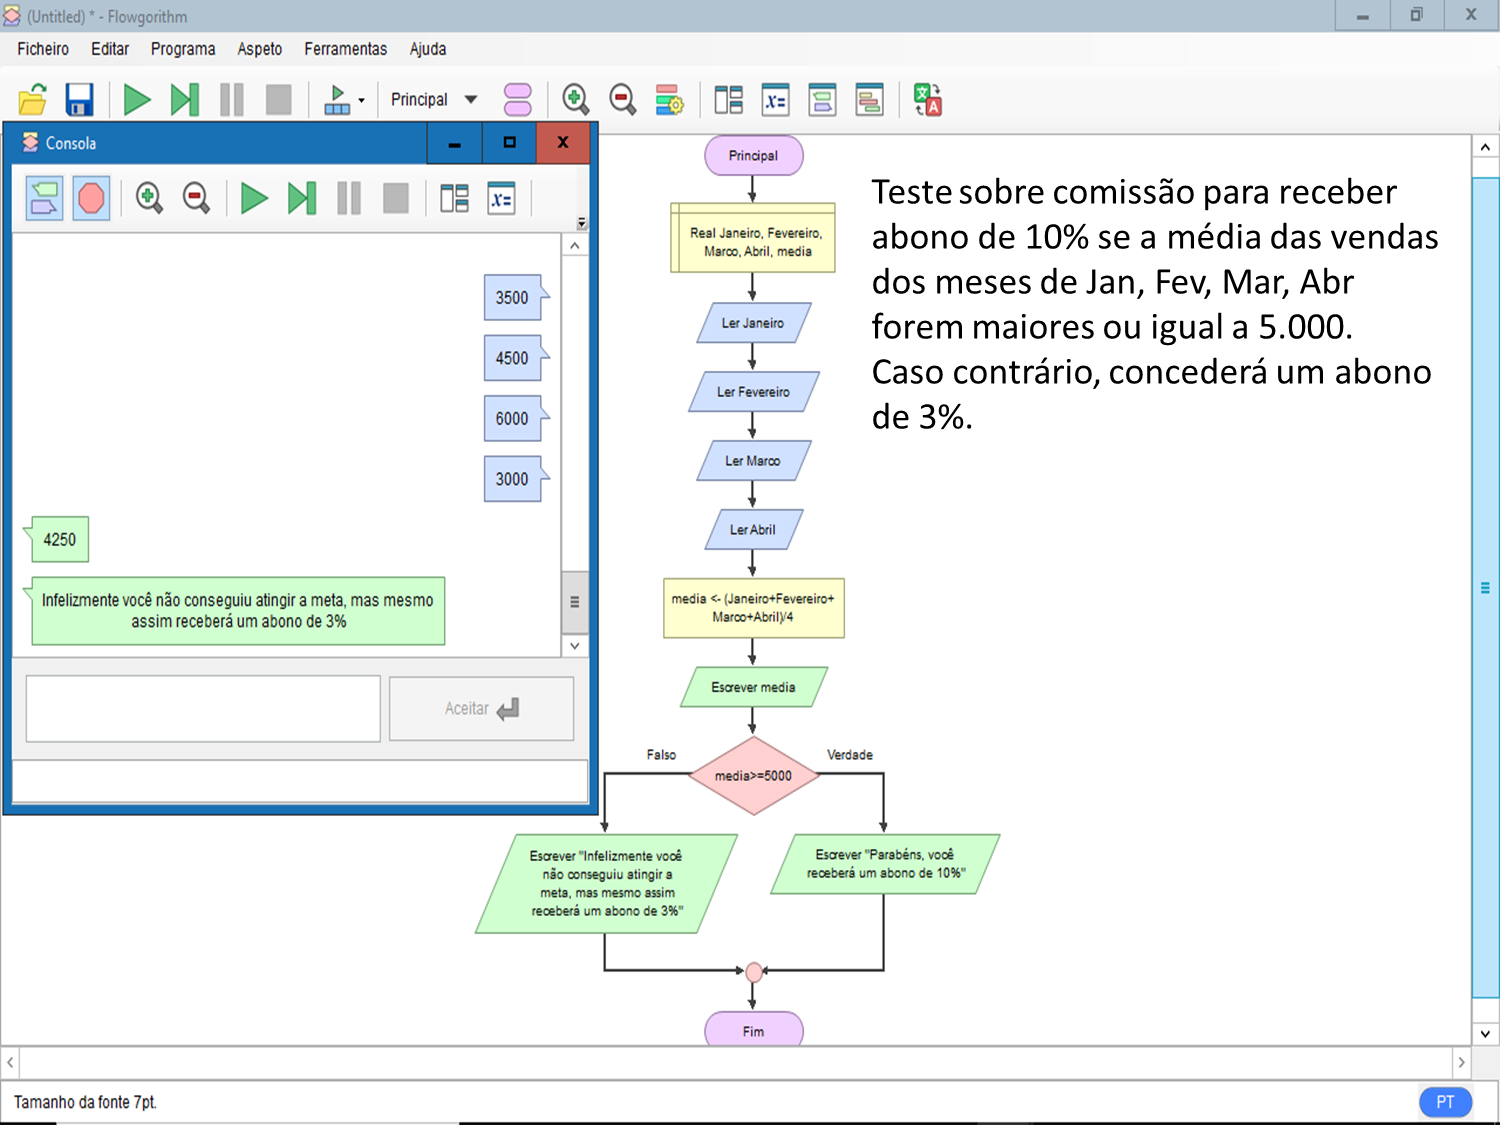 (Untitled) * - Flowgorithm
Ficheiro Editar Programa Aspeto Ferramentas Ajuda
Principal
Consola
3500
4500
6000
3000
4250
Infelizmente você não conseguiu atingir a meta, mas mesmo
assim receberá um abono de 3%
Aceitar
Principal
Real Janeiro, Fevereiro,
Marco, Abril, media
Ler Janeiro
Ler Fevereiro
Ler Marco
Ler Abril
media <- (Janeiro+Fevereiro+
Marco+Abril)/4
Escrever media
Falso
Verdade
media>=5000
Escrever "Infelizmente você
não conseguiu atingir a
meta, mas mesmo assim
receberá um abono de 3%"
Escrever "Parabéns, você
receberá um abono de 10%"
Fim
Teste sobre comissão para receber
abono de 10% se a média das vendas
dos meses de Jan, Fev, Mar, Abr
forem maiores ou igual a 5.000.
Caso contrário, concederá um abono
de 3%.
Tamanho da fonte 7pt.
PT